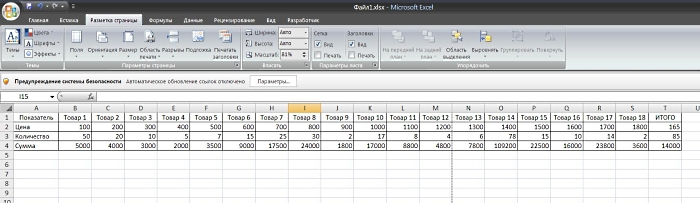 Файл1.xlsx - Microsoft Excel
Главная Вставка Разметка страницы Формулы Данные Рецензирование Вид Разработчик
Темы Цвета Шрифты Эффекты Поля Ориентация Размер Область печати Разрывы Подложка Печатать заголовки Ширина: Авто Высота: Авто Масштаб: 81% Сетка Заголовки Вид Вид Печать Печать На передний план На задний план Область выделения Выровнять Группировать Повернуть
Темы Параметры страницы Вписать Параметры листа Упорядочить
Предупреждение системы безопасности Автоматическое обновление ссылок отключено Параметры...
I15 fx
A B C D E F G H I J K L M N O P Q R S T U
1 Показатель Товар 1 Товар 2 Товар 3 Товар 4 Товар 5 Товар 6 Товар 7 Товар 8 Товар 9 Товар 10 Товар 11 Товар 12 Товар 13 Товар 14 Товар 15 Товар 16 Товар 17 Товар 18 ИТОГО
2 Цена 100 200 300 400 500 600 700 800 900 1000 1100 1200 1300 1400 1500 1600 1700 1800 165
3 Количество 50 20 10 5 7 15 25 30 2 17 8 4 6 78 15 10 14 2 85
4 Сумма 5000 4000 3000 2000 3500 9000 17500 24000 1800 17000 8800 4800 7800 109200 22500 16000 23800 3600 14000
5
6
7
8
9
10